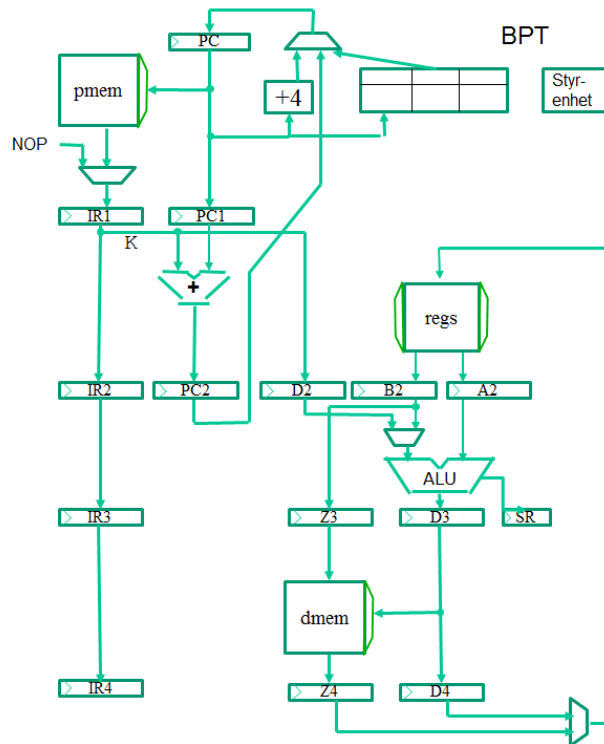 BPT
PC
pmem
+4
Styr-
enhet
NOP
IR1
PC1
K
+
regs
IR2
PC2
D2
B2
A2
ALU
IR3
Z3
D3
SR
dmem
IR4
Z4
D4